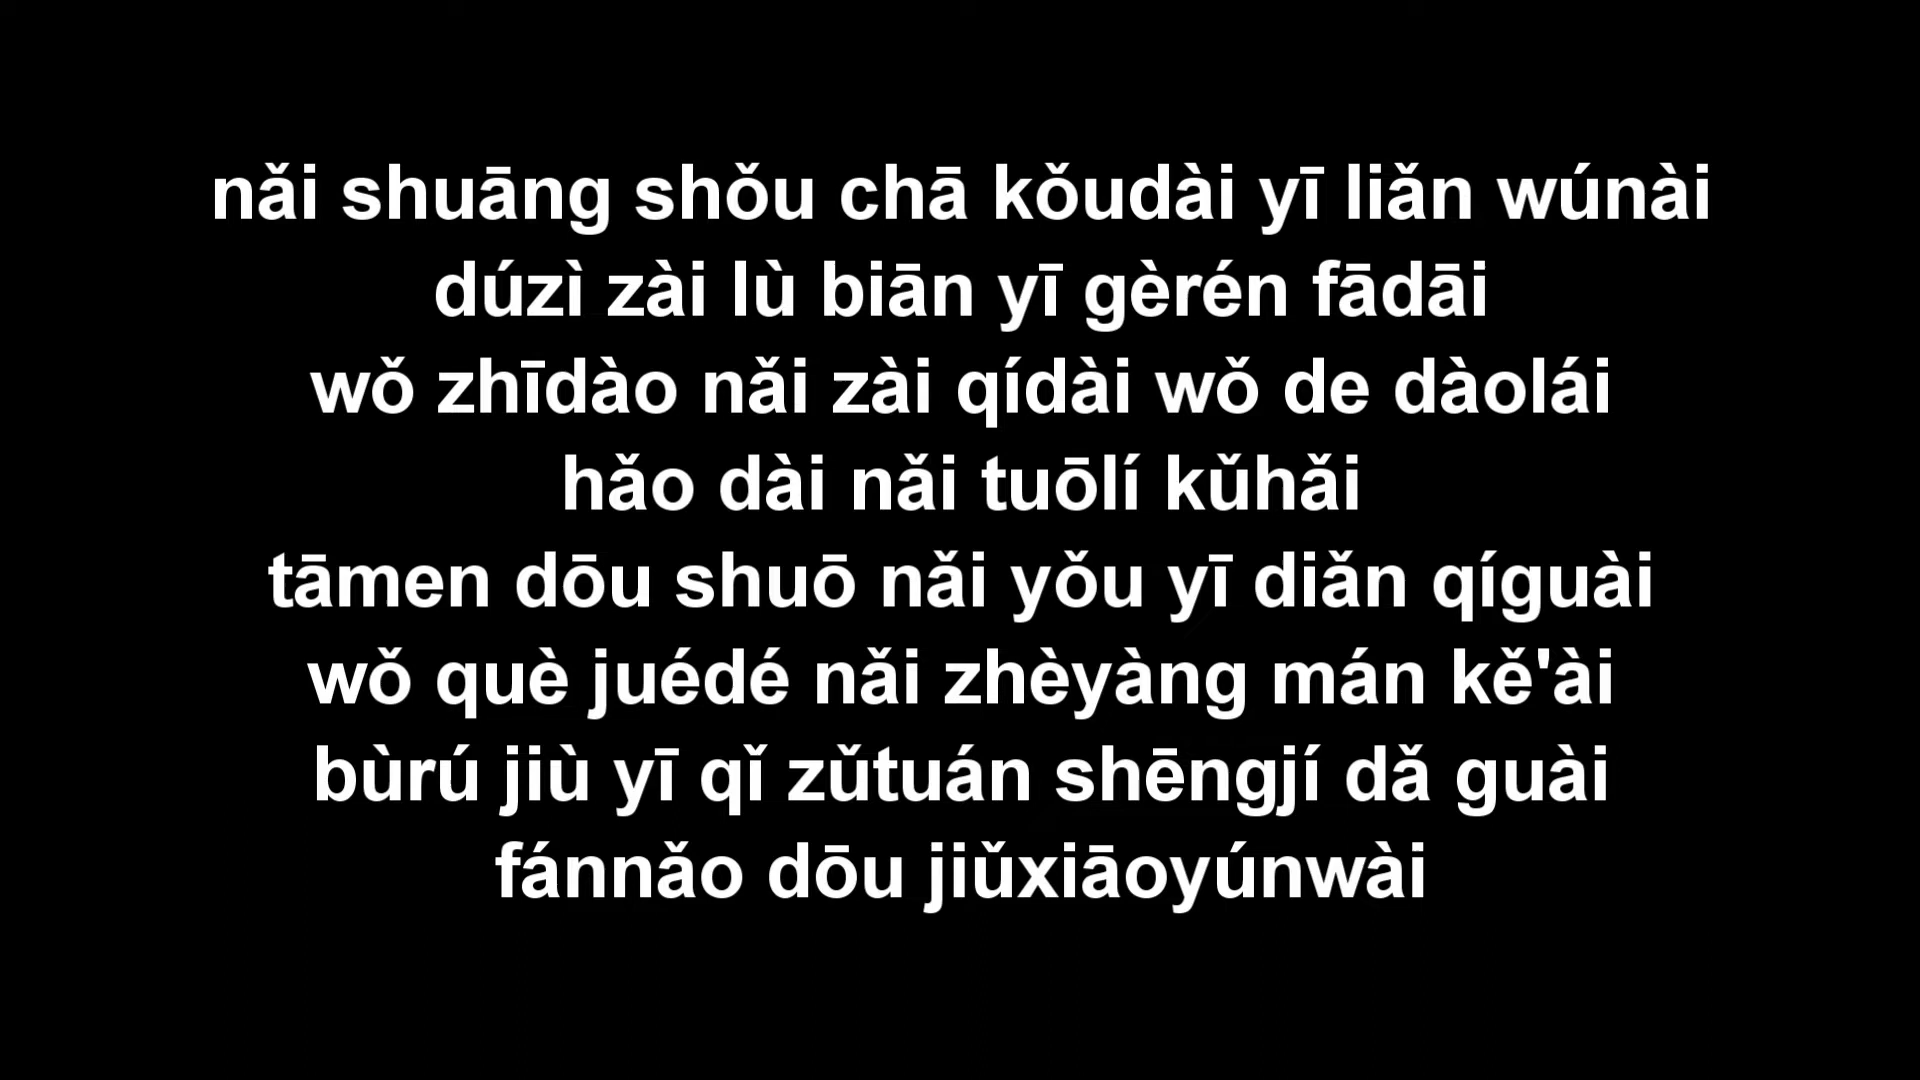 nǎi shuāng shǒu chā kǒudài yī liǎn wúnài
dúzì zài lù biān yī gèrén fādāi
wǒ zhīdào nǎi zài qídài wǒ de dàolái
hǎo dài nǎi tuōlí kǔhǎi
tāmen dōu shuō nǎi yǒu yī diǎn qíguài
wǒ què juédé nǎi zhèyàng mán kě'ài
bùrú jiù yī qǐ zǔtuán shēngjí dǎ guài
fánnǎo dōu jiǔxiāoyúnwài